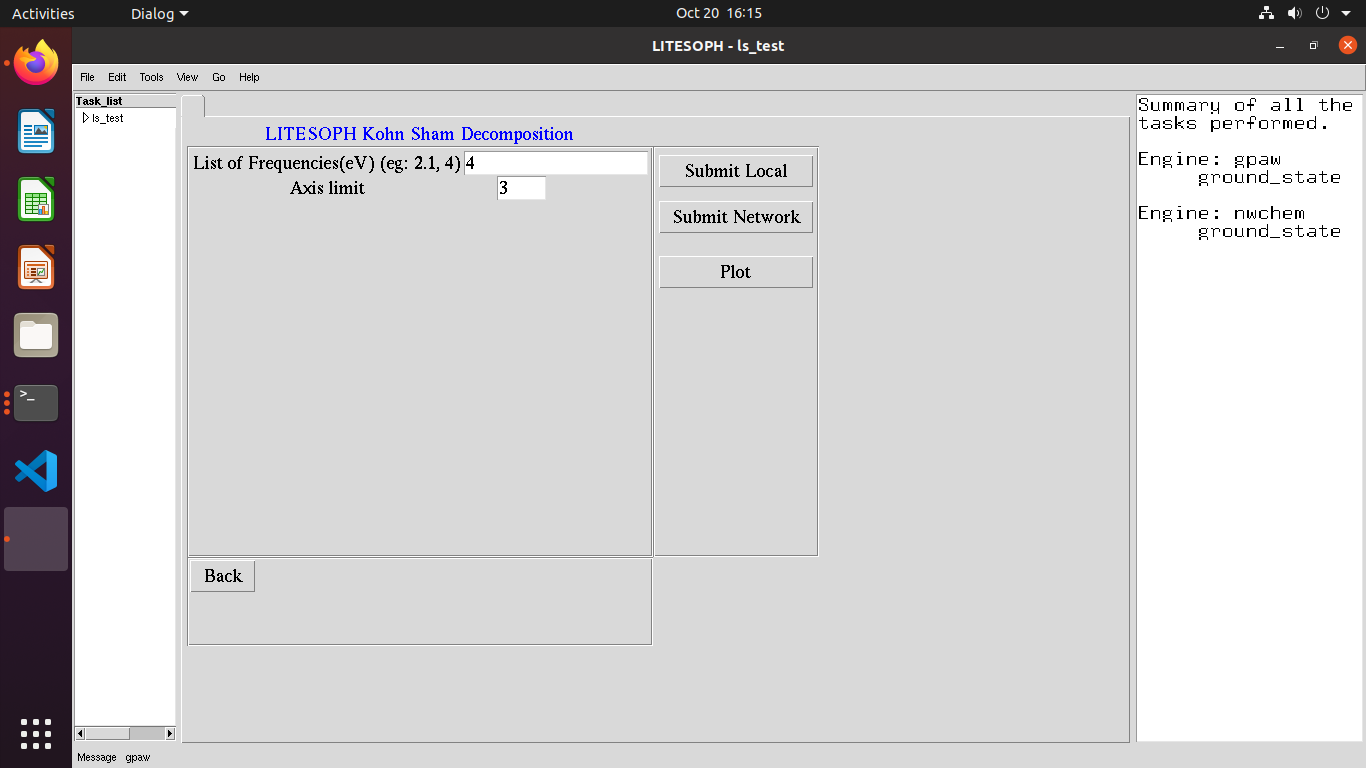 Activities
Dialog
Oct 20 16:15
LITESOPH - ls_test
File Edit Tools View Go Help
Task_list
ls_test
LITESOPH Kohn Sham Decomposition
List of Frequencies(eV) (eg: 2.1, 4) 4
Axis limit 3
Submit Local
Submit Network
Plot
Back
Summary of all the
tasks performed.
Engine: gpaw
ground_state
Engine: nwchem
ground_state
Message gpaw